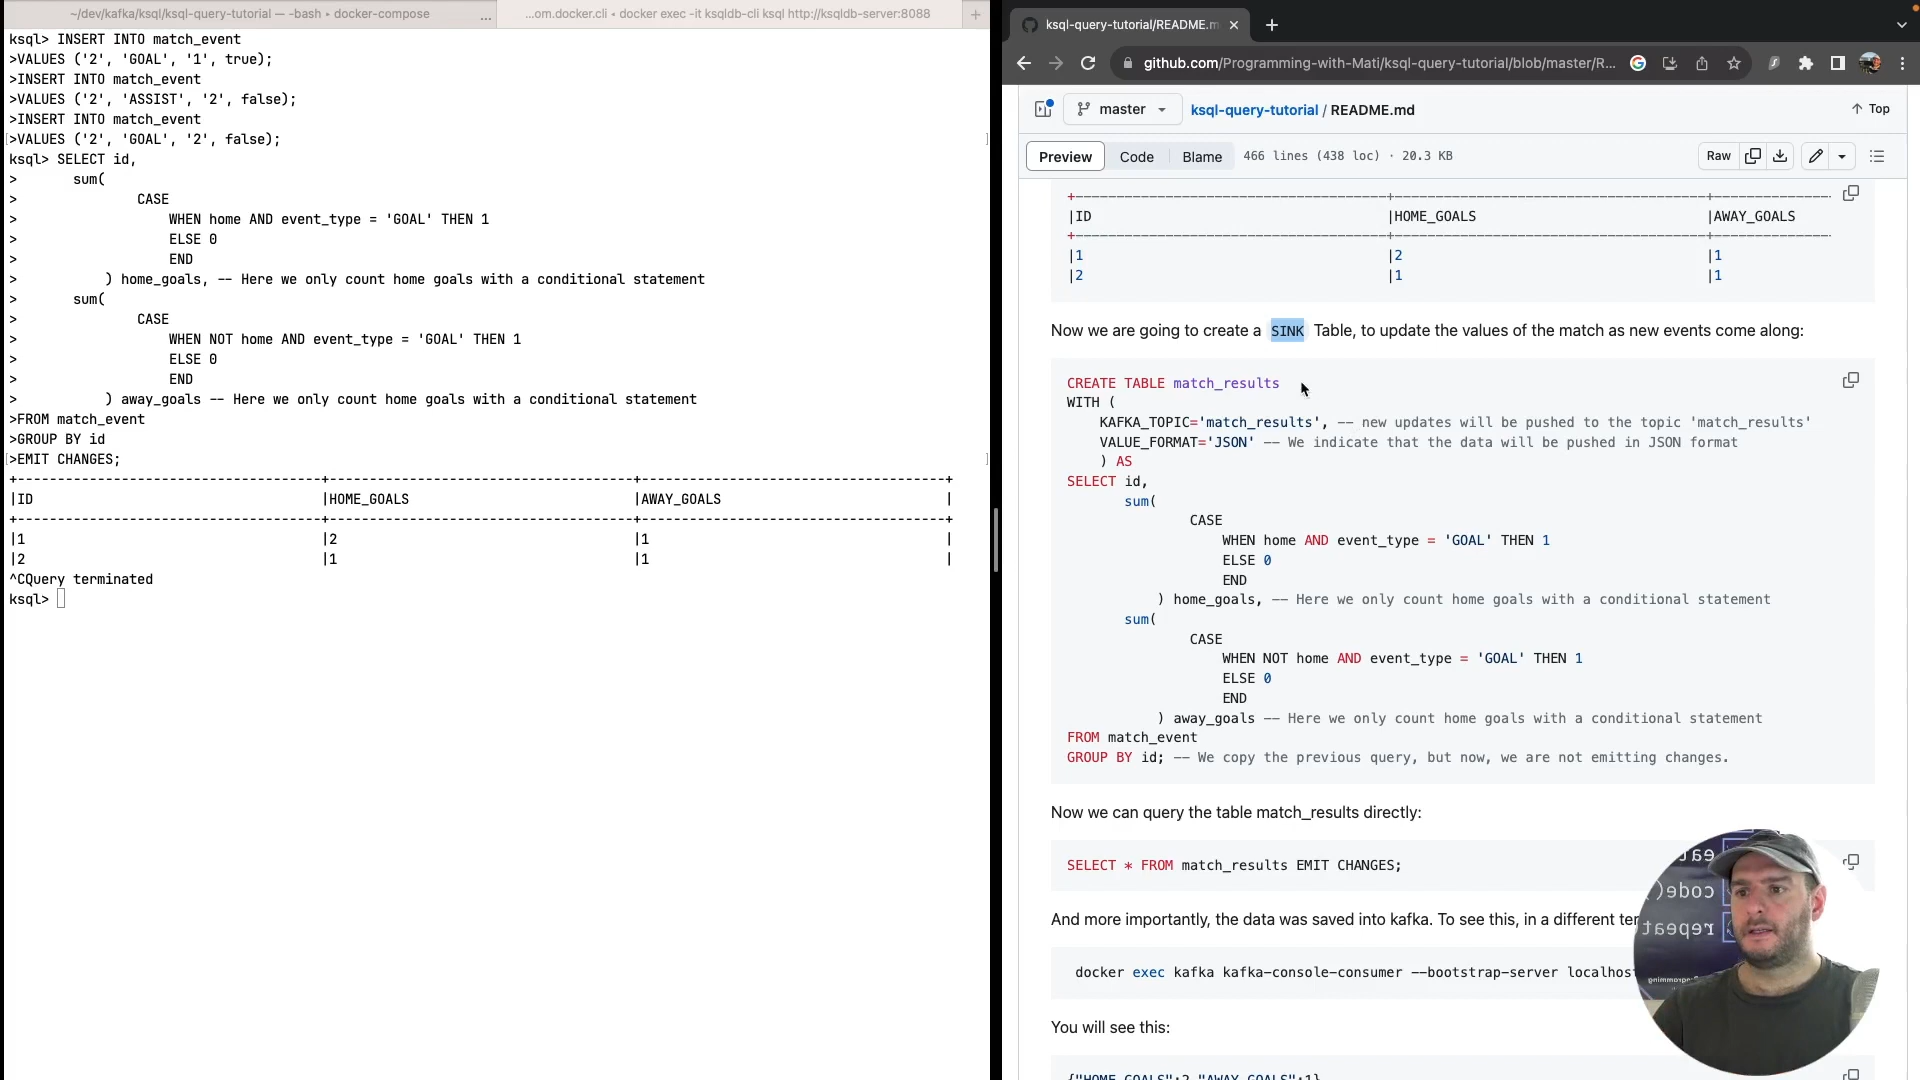 ~/dev/kafka/ksql/ksql-query-tutorial — -bash • docker-compose
...
...om.docker.cli • docker exec -it ksqldb-cli ksql http://ksqldb-server:8088
+
ksql> INSERT INTO match_event
>VALUES ('2', 'GOAL', '1', true);
>INSERT INTO match_event
>VALUES ('2', 'ASSIST', '2', false);
>INSERT INTO match_event
[>VALUES ('2', 'GOAL', '2', false); ]
ksql> SELECT id,
> sum(
> CASE
> WHEN home AND event_type = 'GOAL' THEN 1
> ELSE 0
> END
> ) home_goals, -- Here we only count home goals with a conditional statement
> sum(
> CASE
> WHEN NOT home AND event_type = 'GOAL' THEN 1
> ELSE 0
> END
> ) away_goals -- Here we only count home goals with a conditional statement
>FROM match_event
>GROUP BY id
[>EMIT CHANGES; ]
|ID |HOME_GOALS |AWAY_GOALS |
|1 |2 |1 |
|2 |1 |1 |
^CQuery terminated
ksql>
ksql-query-tutorial/README.m
github.com/Programming-with-Mati/ksql-query-tutorial/blob/master/R...
master
ksql-query-tutorial / README.md
Top
Preview Code Blame 466 lines (438 loc) · 20.3 KB
Raw
|ID |HOME_GOALS |AWAY_GOALS
|1 |2 |1
|2 |1 |1
Now we are going to create a SINK Table, to update the values of the match as new events come along:
CREATE TABLE match_results
WITH (
KAFKA_TOPIC='match_results', -- new updates will be pushed to the topic 'match_results'
VALUE_FORMAT='JSON' -- We indicate that the data will be pushed in JSON format
) AS
SELECT id,
sum(
CASE
WHEN home AND event_type = 'GOAL' THEN 1
ELSE 0
END
) home_goals, -- Here we only count home goals with a conditional statement
sum(
CASE
WHEN NOT home AND event_type = 'GOAL' THEN 1
ELSE 0
END
) away_goals -- Here we only count home goals with a conditional statement
FROM match_event
GROUP BY id; -- We copy the previous query, but now, we are not emitting changes.
Now we can query the table match_results directly:
SELECT * FROM match_results EMIT CHANGES;
And more importantly, the data was saved into kafka. To see this, in a different ter
docker exec kafka kafka-console-consumer --bootstrap-server localhost
You will see this:
{"HOME_GOALS":2,"AWAY_GOALS":1}
eat
code()
repeat